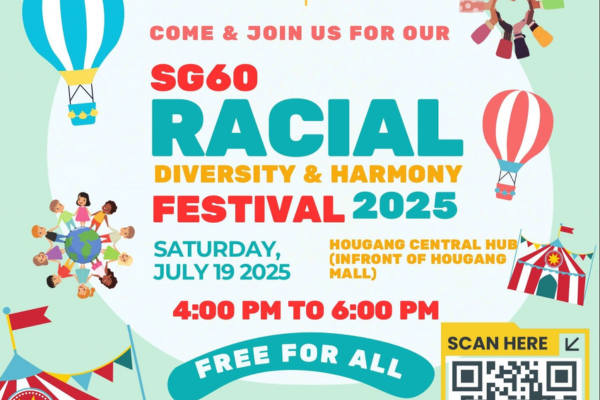 COME & JOIN US FOR OUR
SG60
RACIAL
DIVERSITY & HARMONY
FESTIVAL 2025
SATURDAY,
JULY 19 2025
HOUGANG CENTRAL HUB
(INFRONT OF HOUGANG
MALL)
4:00 PM TO 6:00 PM
FREE FOR ALL
SCAN HERE